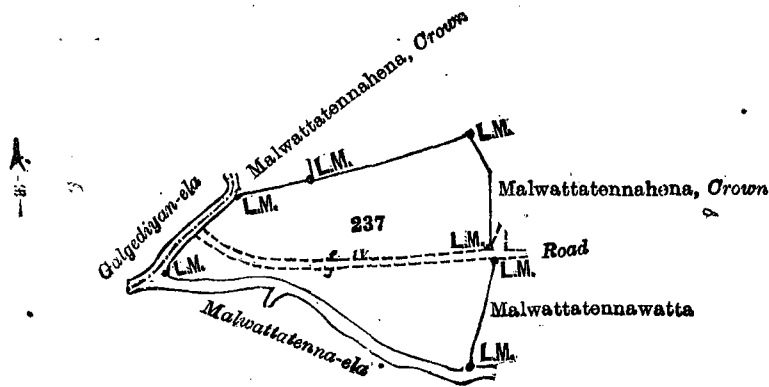 Malwattatennahena, Crown
L.M.
L.M.
Galgediyan-ela
L.M.
Malwattatennahena, Crown
237
L.M.
Road
L.M.
L.M.
Malwattatennawatta
Malwattatenna-ela
L.M.